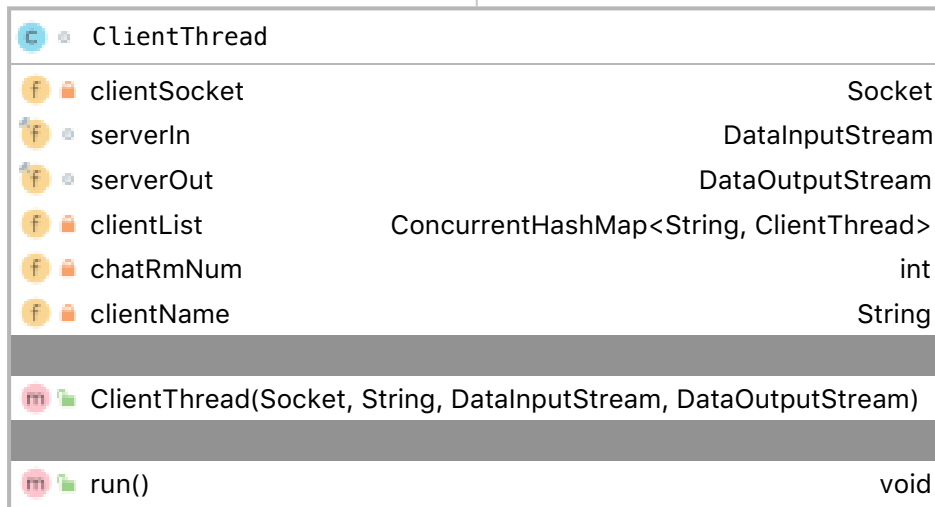 c ClientThread
f clientSocket Socket
f serverIn DataInputStream
f serverOut DataOutputStream
f clientList ConcurrentHashMap<String, ClientThread>
f chatRmNum int
f clientName String
m ClientThread(Socket, String, DataInputStream, DataOutputStream)
m run() void